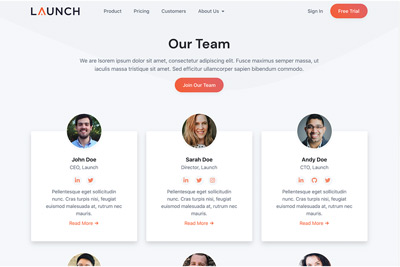 LAUNCH
Product Pricing Customers About Us
Sign In Free Trial
Our Team
We are lorem ipsum dolor sit amet, consectetur adipiscing elit. Fusce maximus semper massa, ut
iaculis massa tristique sit amet. Sed efficitur ullamcorper sapien bibendum commodo.
Join Our Team
John Doe
CEO, Launch
Pellentesque eget sollicitudin
nunc. Cras turpis nisi, feugiat
euismod malesuada at, rutrum nec
mauris.
Read More →
Sarah Doe
Director, Launch
Pellentesque eget sollicitudin
nunc. Cras turpis nisi, feugiat
euismod malesuada at, rutrum nec
mauris.
Read More →
Andy Doe
CTO, Launch
Pellentesque eget sollicitudin
nunc. Cras turpis nisi, feugiat
euismod malesuada at, rutrum nec
mauris.
Read More →